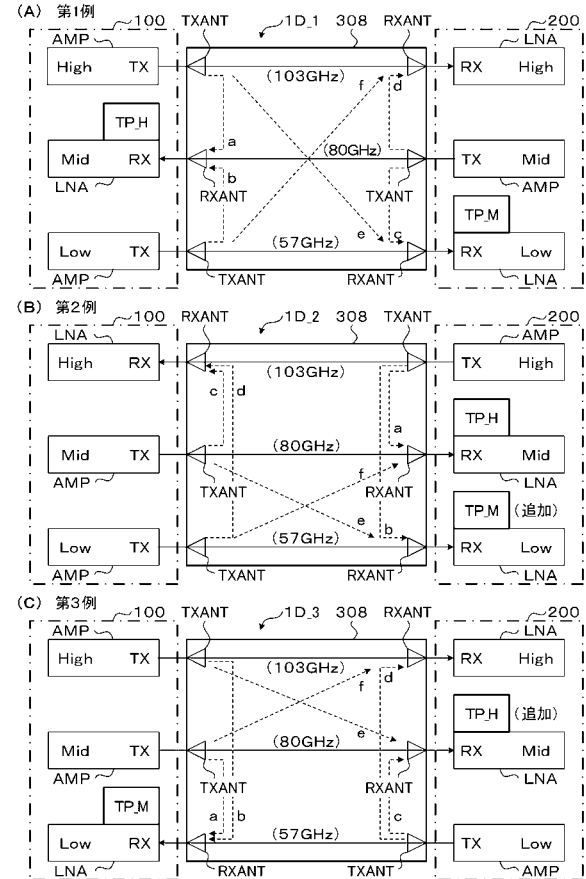 (A) 第1例
100 TXANT 1D_1 308 RXANT 200
AMP LNA
High TX (103GHz) RX High
f d
TP_H a
Mid RX (80GHz) TX Mid
LNA b RXANT TXANT AMP
TP_M
e c
Low TX (57GHz) RX Low
AMP TXANT RXANT LNA
(B) 第2例
100 RXANT 1D_2 308 TXANT 200
LNA AMP
High RX (103GHz) TX High
c d a TP_H
Mid TX (80GHz) RX Mid
AMP TXANT f RXANT LNA
TP_M (追加)
e b
Low TX (57GHz) RX Low
AMP TXANT RXANT LNA
(C) 第3例
100 TXANT 1D_3 308 RXANT 200
AMP LNA
High TX (103GHz) RX High
f d
TP_H (追加)
e
Mid TX (80GHz) RX Mid
AMP TXANT RXANT LNA
TP_M a b c
Low RX (57GHz) TX Low
LNA RXANT TXANT AMP